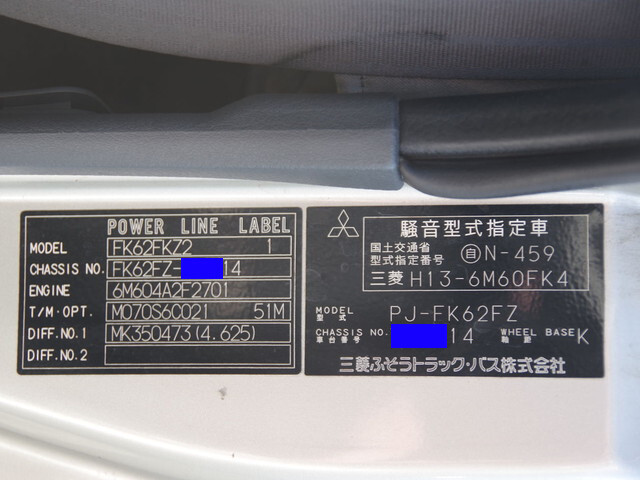 POWER LINE LABEL
MODEL FK62FKZ2 1
CHASSIS NO. FK62FZ- 14
ENGINE 6M604A2F2701
T/M•OPT. M070S60021 51M
DIFF.NO.1 MK350473(4.625)
DIFF.NO.2
騒音型式指定車
国土交通省
型式指定番号 自N-459
三菱 H13-6M60FK4
MODEL
型式 PJ-FK62FZ
CHASSIS NO.
車台番号 14 WHEEL BASE
軸距 K
三菱ふそうトラック・バス株式会社